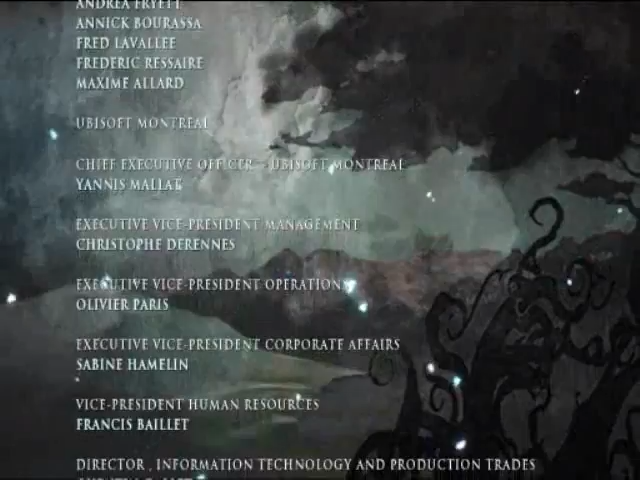 ANDREA FRYETT
ANNICK BOURASSA
FRED LAVALLEE
FREDERIC RESSAIRE
MAXIME ALLARD
UBISOFT MONTREAL
CHIEF EXECUTIVE OFFICER - UBISOFT MONTREAL
YANNIS MALLAT
EXECUTIVE VICE-PRESIDENT MANAGEMENT
CHRISTOPHE DERENNES
EXECUTIVE VICE-PRESIDENT OPERATIONS
OLIVIER PARIS
EXECUTIVE VICE-PRESIDENT CORPORATE AFFAIRS
SABINE HAMELIN
VICE-PRESIDENT HUMAN RESOURCES
FRANCIS BAILLET
DIRECTOR , INFORMATION TECHNOLOGY AND PRODUCTION TRADES